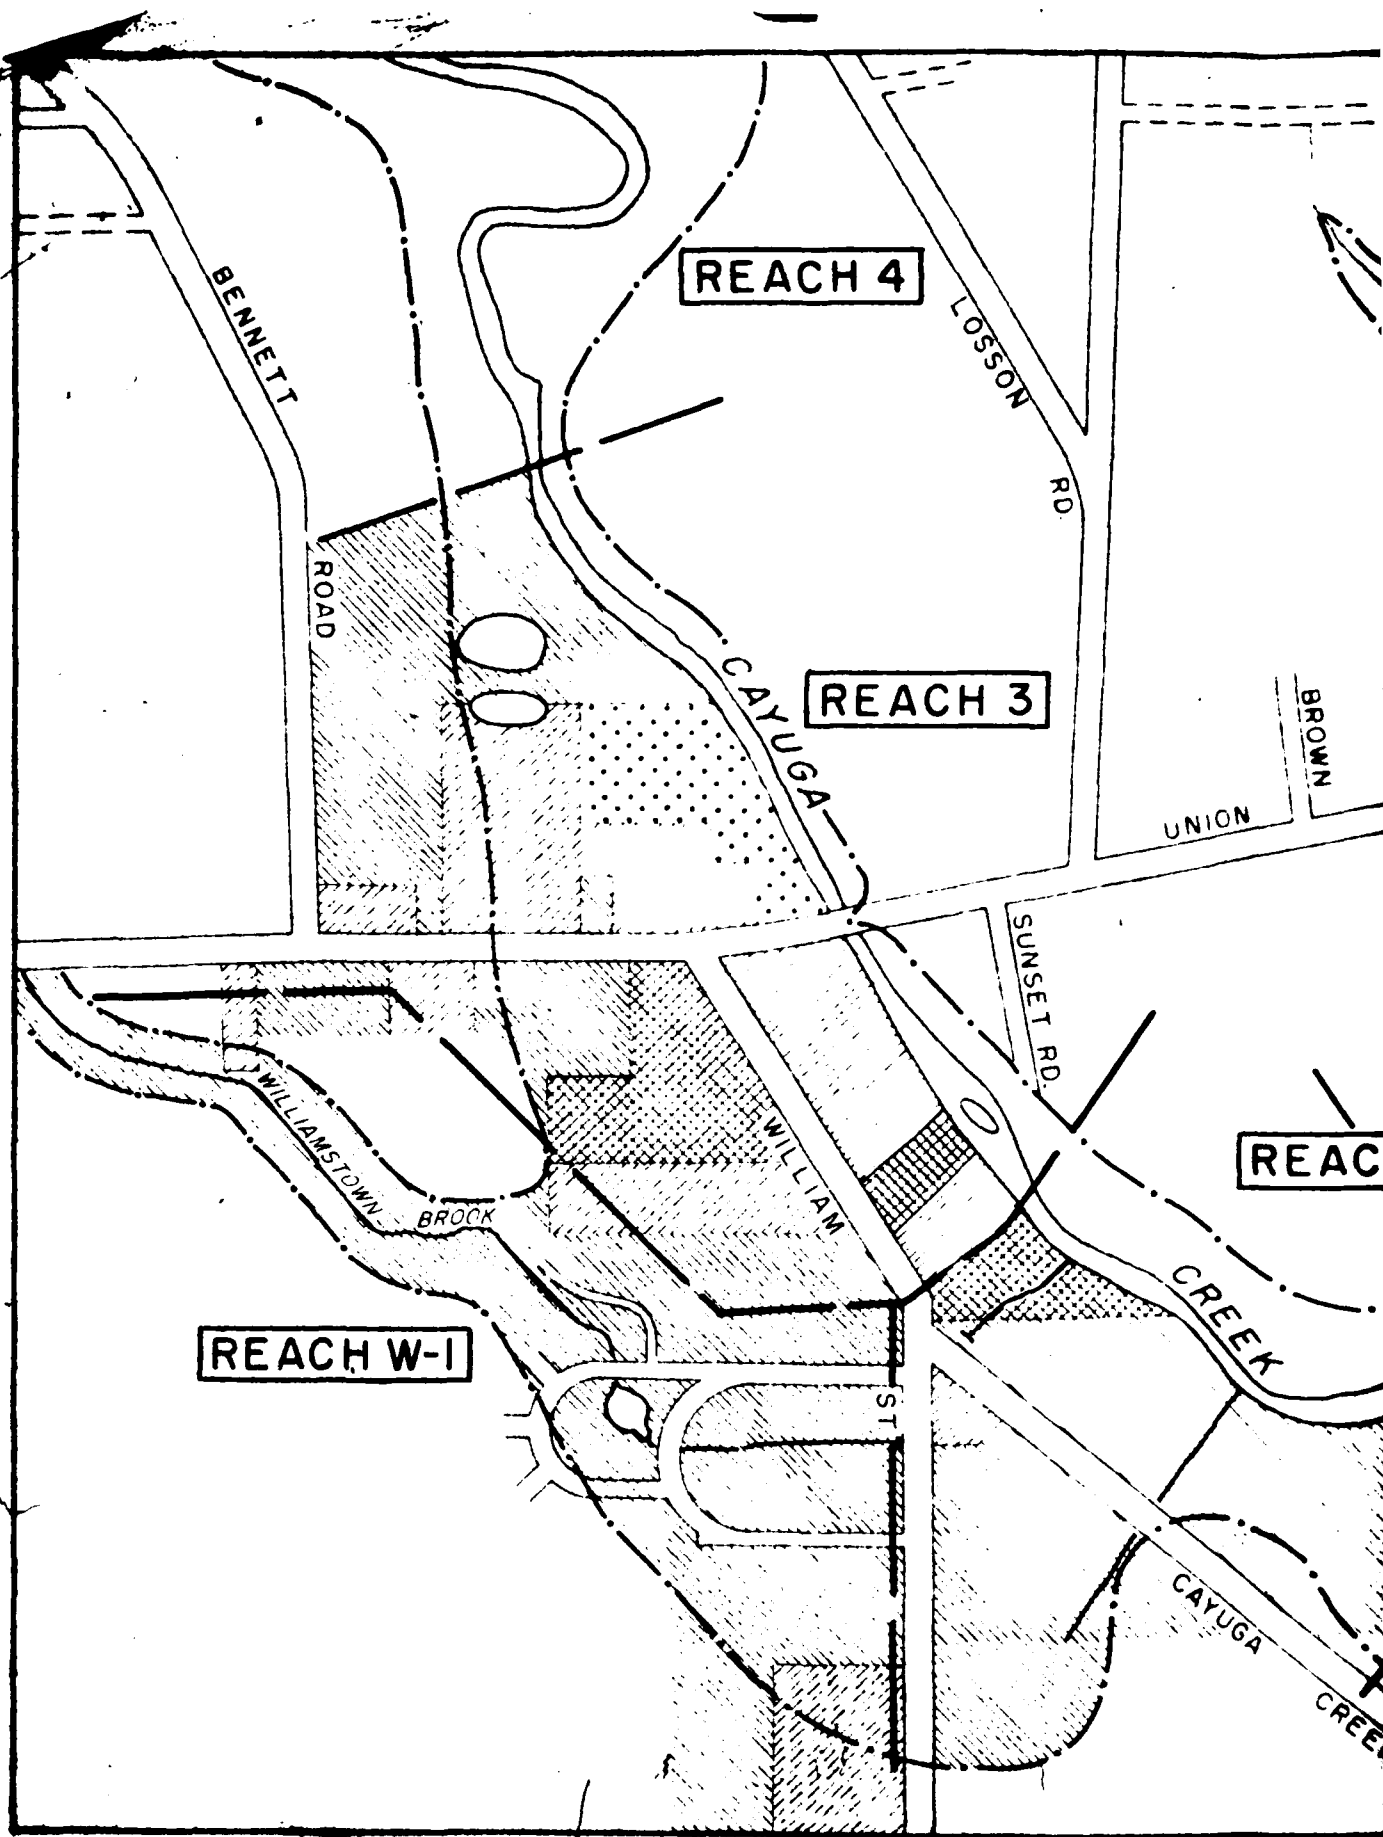 REACH 4
BENNETT
LOSSON
RD.
ROAD
CAYUGA
REACH 3
BROWN
UNION
SUNSET RD.
WILLIAMSTOWN
BROOK
WILLIAM
REAC
CREEK
REACH W-1
ST
CAYUGA
CREE